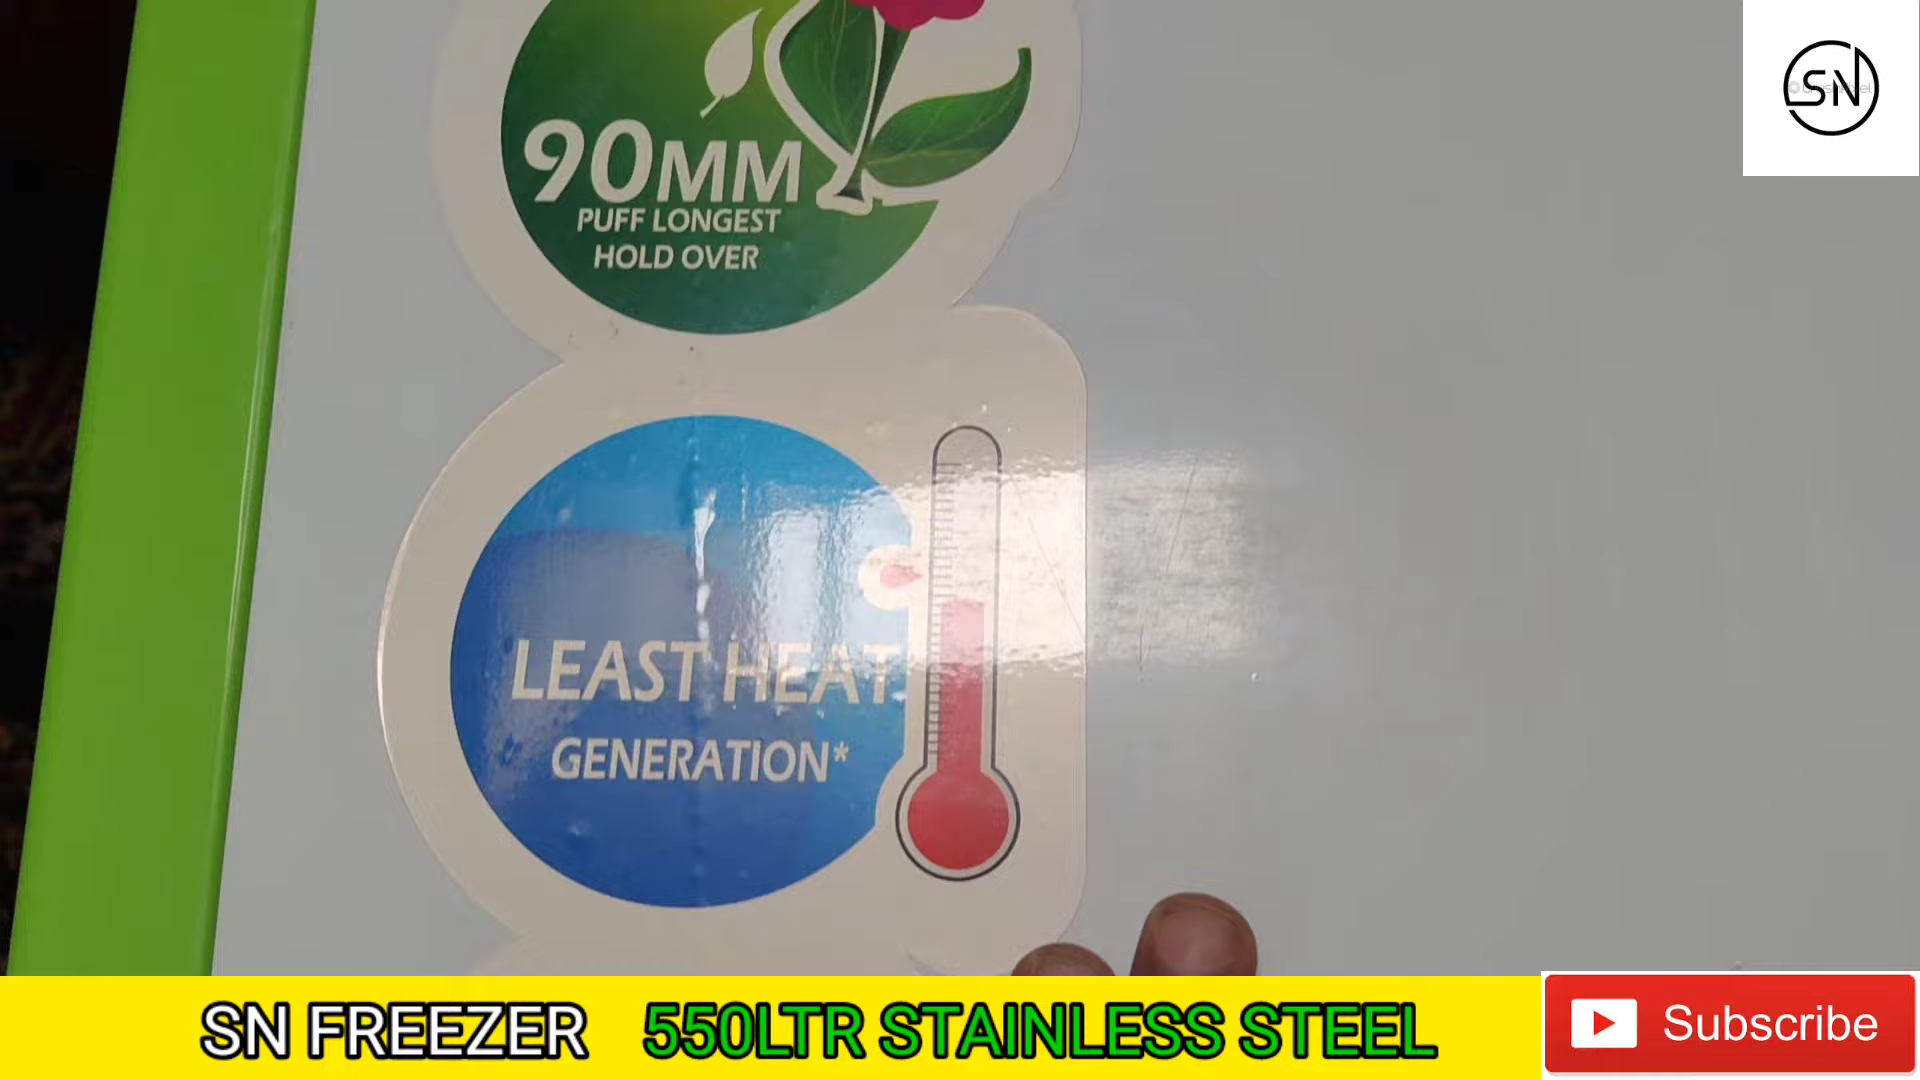 SN
90MM
PUFF LONGEST
HOLD OVER
LEAST HEAT
GENERATION*
SN FREEZER 550LTR STAINLESS STEEL
Subscribe